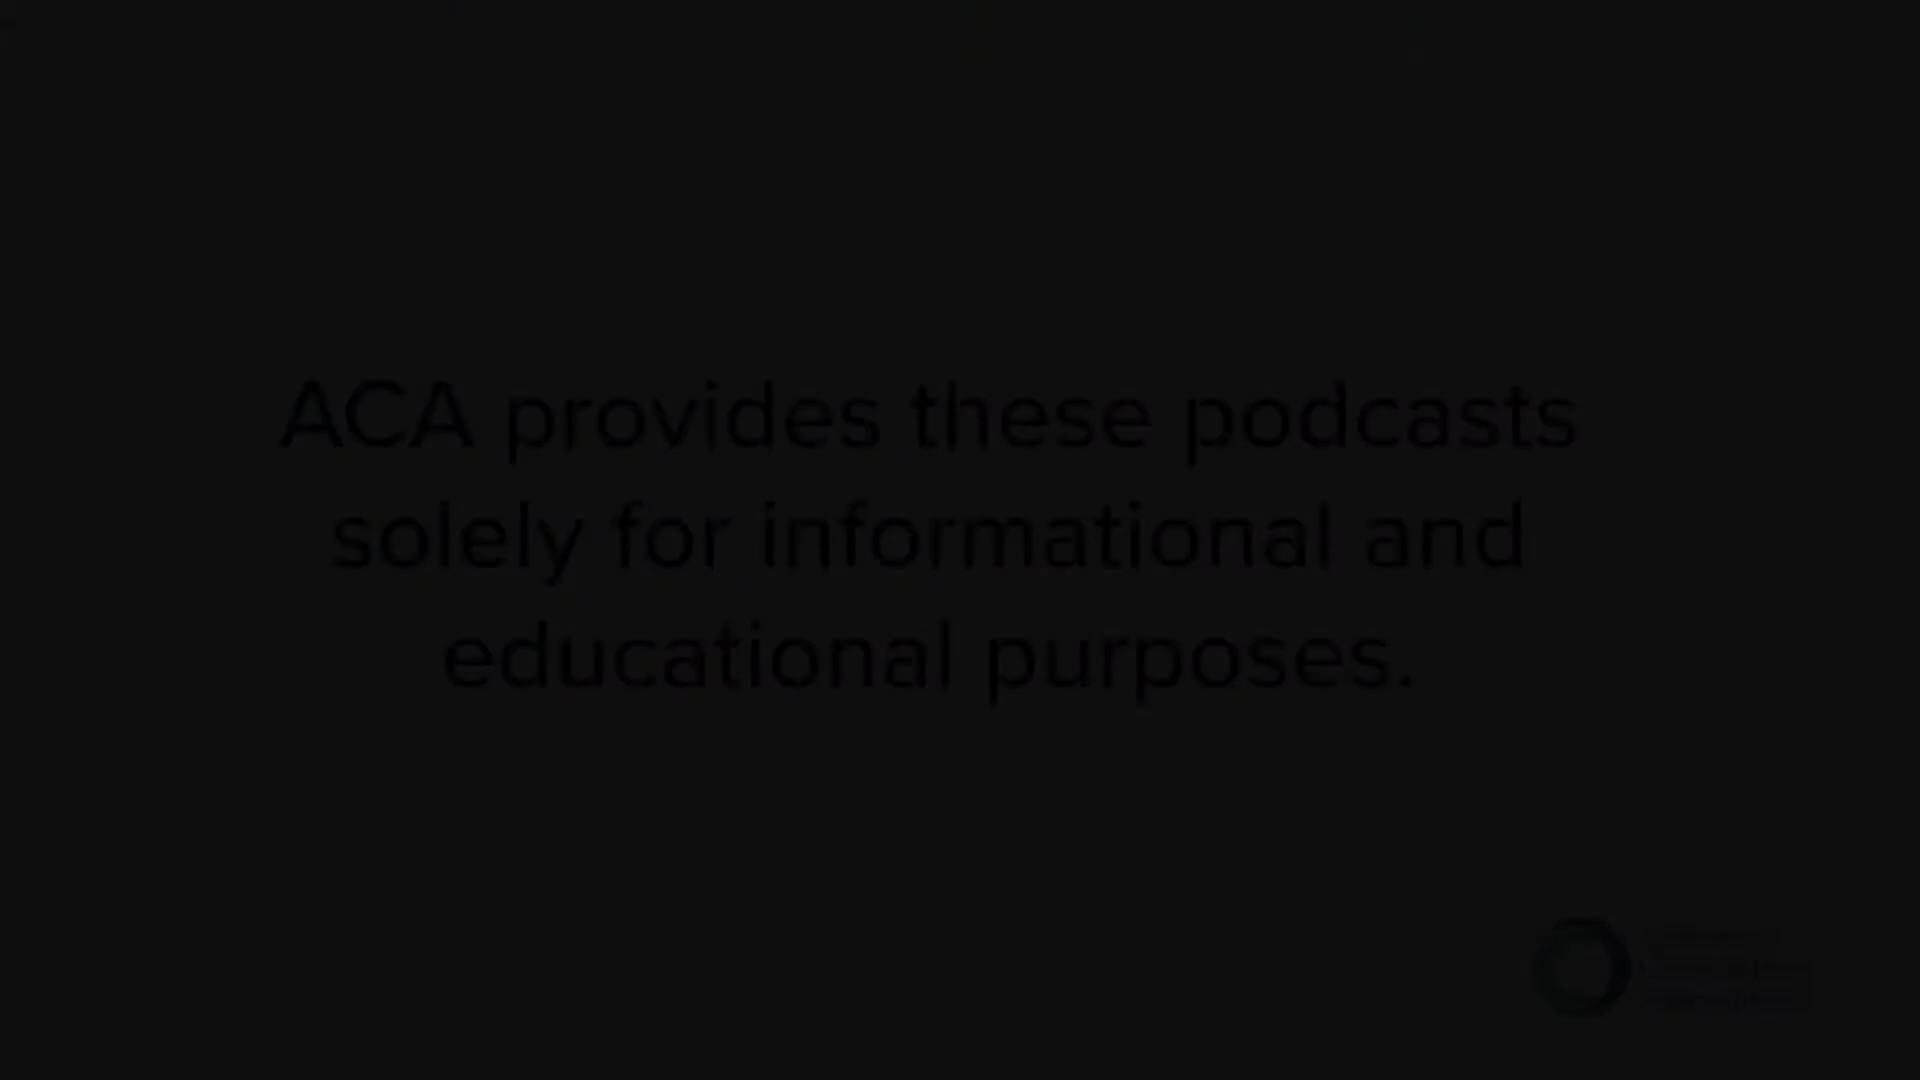 ACA provides these podcasts
solely for informational and
educational purposes.